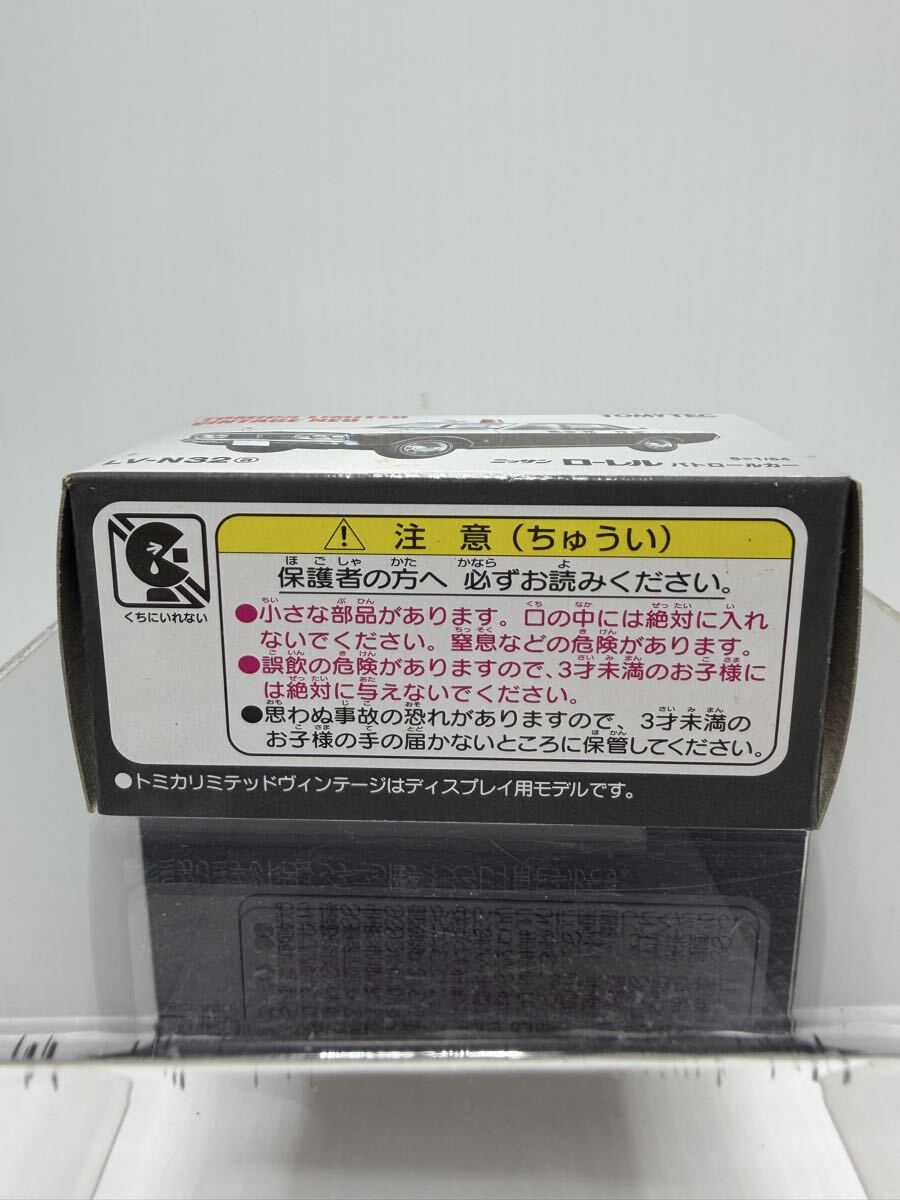 TOMICA LIMITED
VINTAGE NEO
TOMYTEC
LV-N32a
ニッサン ローレル パトロールカー
S=1/64
くちにいれない
注 意 (ちゅうい)
保護者の方へ 必ずお読みください。
●小さな部品があります。口の中には絶対に入れ
ないでください。窒息などの危険があります。
●誤飲の危険がありますので、3才未満のお子様に
は絶対に与えないでください。
●思わぬ事故の恐れがありますので、3才未満の
お子様の手の届かないところに保管してください。
●トミカリミテッドヴィンテージはディスプレイ用モデルです。